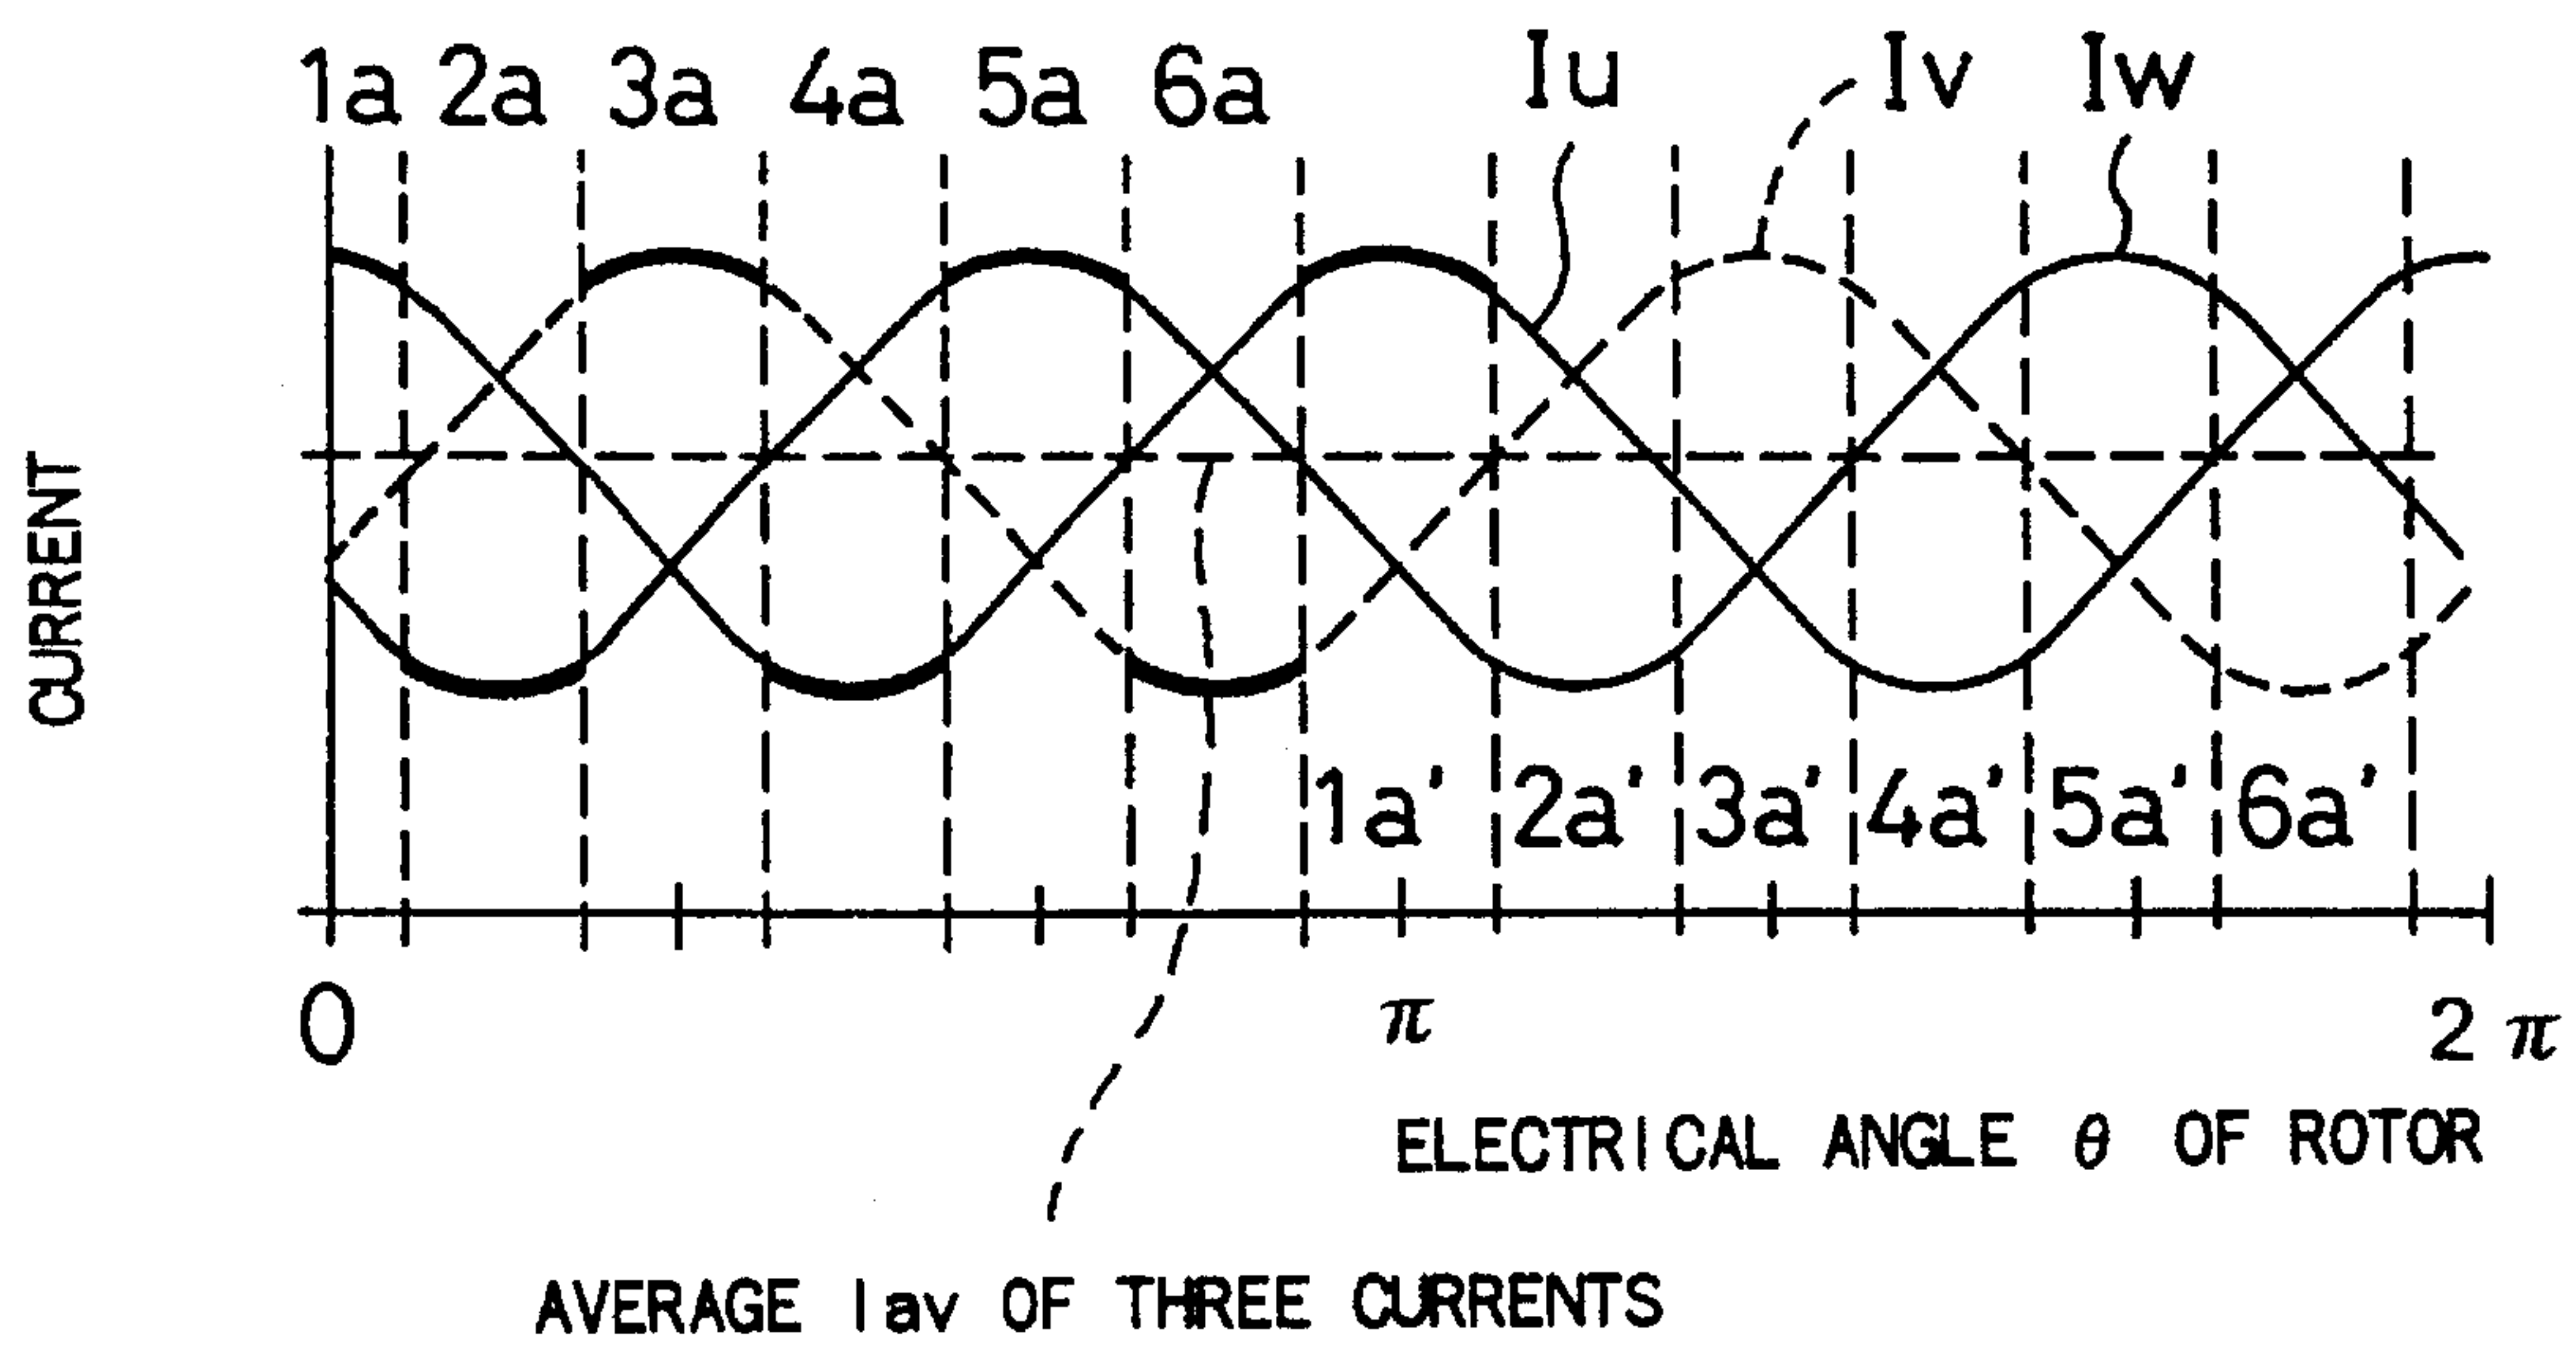 1a 2a 3a 4a 5a 6a Iu Iv Iw
CURRENT
1a' 2a' 3a' 4a' 5a' 6a'
0 π 2π
ELECTRICAL ANGLE θ OF ROTOR
AVERAGE Iav OF THREE CURRENTS